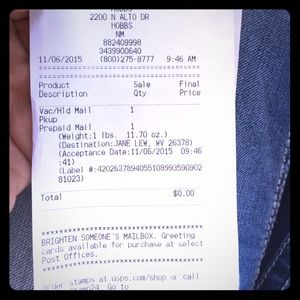 HOBBS
2200 N ALTO DR
HOBBS
NM
882409998
3439900640
11/06/2015 (800)275-8777 9:46 AM
Product Sale Final
Description Qty Price
Vac/Hld Mail 1
Pkup
Prepaid Mail 1
(Weight:1 lbs. 11.70 oz.)
(Destination:JANE LEW, WV 26378)
(Acceptance Date:11/06/2015 09:46
:41)
(Label #:4202637894055108993590902
81023)
Total $0.00
BRIGHTEN SOMEONE'S MAILBOX. Greeting
cards available for purchase at select
Post Offices.
Order stamps at usps.com/shop or call
Go to